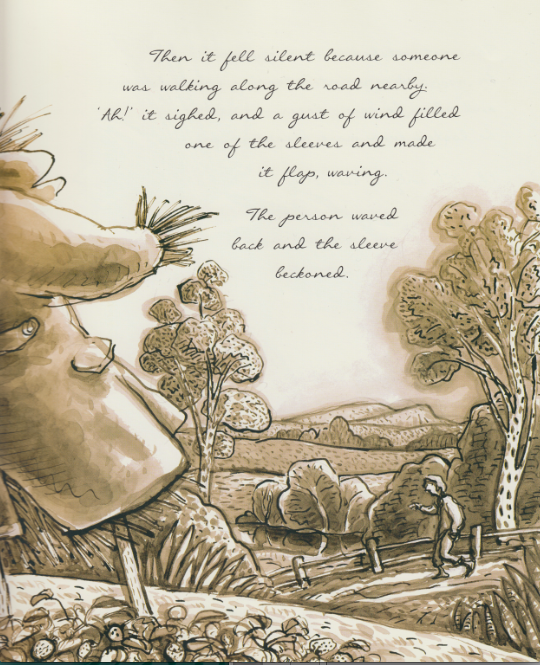 Then it fell silent because someone
was walking along the road nearby.
'Ah!' it sighed, and a gust of wind filled
one of the sleeves and made
it flap, waving.
The person waved
back and the sleeve
beckoned.